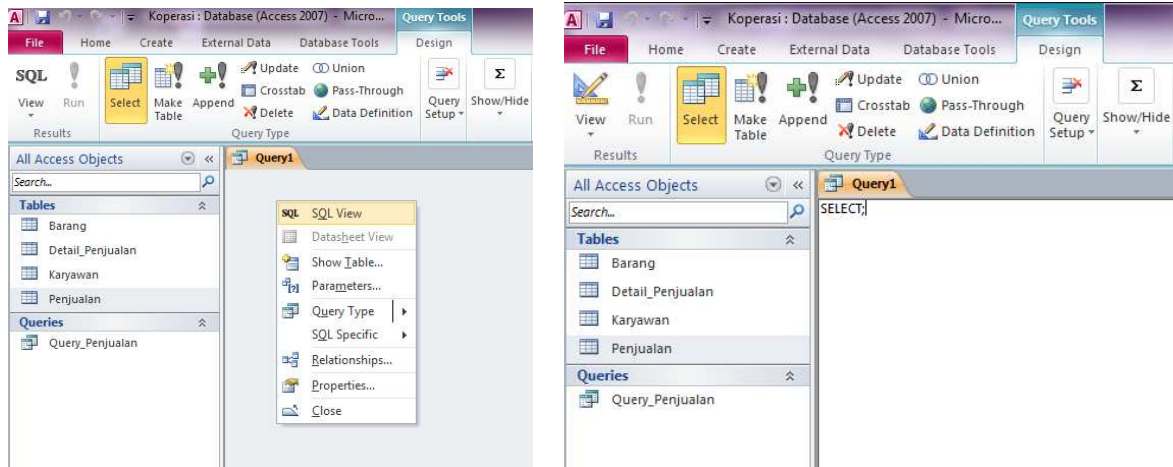 Koperasi : Database (Access 2007) - Micro...
Query Tools
File Home Create External Data Database Tools Design
SQL
View
Run
Select
Make Table
Append
Update
Crosstab
Delete
Union
Pass-Through
Data Definition
Query Setup
Σ
Show/Hide
Results
Query Type
All Access Objects
Query1
Search...
Tables
Barang
Detail_Penjualan
Karyawan
Penjualan
Queries
Query_Penjualan
SQL SQL View
Datasheet View
Show Table...
Parameters...
Query Type
SQL Specific
Relationships...
Properties...
Close
Koperasi : Database (Access 2007) - Micro...
Query Tools
File Home Create External Data Database Tools Design
View
Run
Select
Make Table
Append
Update
Crosstab
Delete
Union
Pass-Through
Data Definition
Query Setup
Σ
Show/Hide
Results
Query Type
All Access Objects
Query1
Search...
SELECT;
Tables
Barang
Detail_Penjualan
Karyawan
Penjualan
Queries
Query_Penjualan